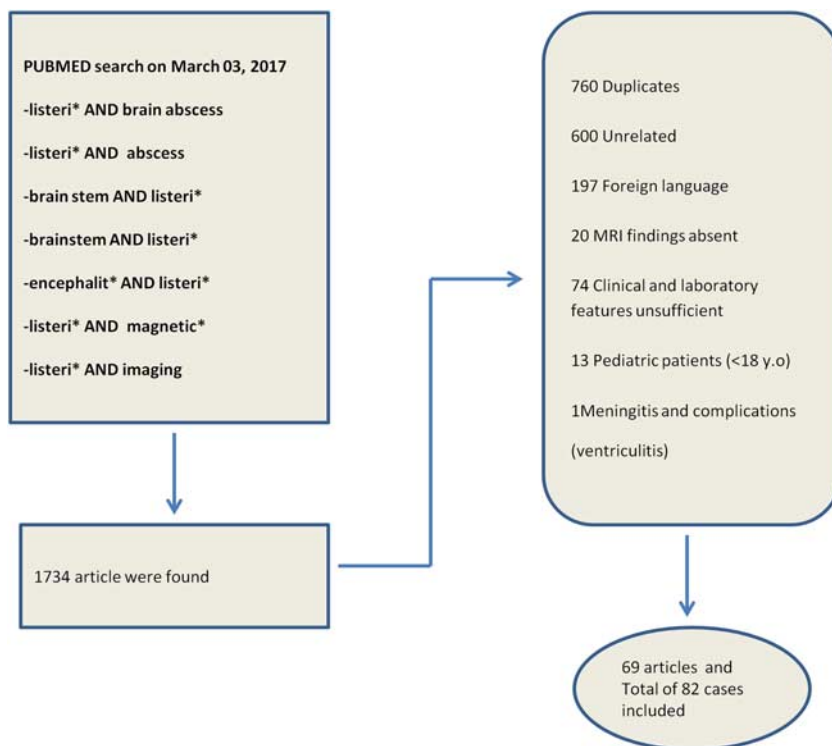 PUBMED search on March 03, 2017
-listeri* AND brain abscess
-listeri* AND abscess
-brain stem AND listeri*
-brainstem AND listeri*
-encephalit* AND listeri*
-listeri* AND magnetic*
-listeri* AND imaging
1734 article were found
760 Duplicates
600 Unrelated
197 Foreign language
20 MRI findings absent
74 Clinical and laboratory
features unsufficient
13 Pediatric patients (<18 y.o)
1Meningitis and complications
(ventriculitis)
69 articles and
Total of 82 cases
included